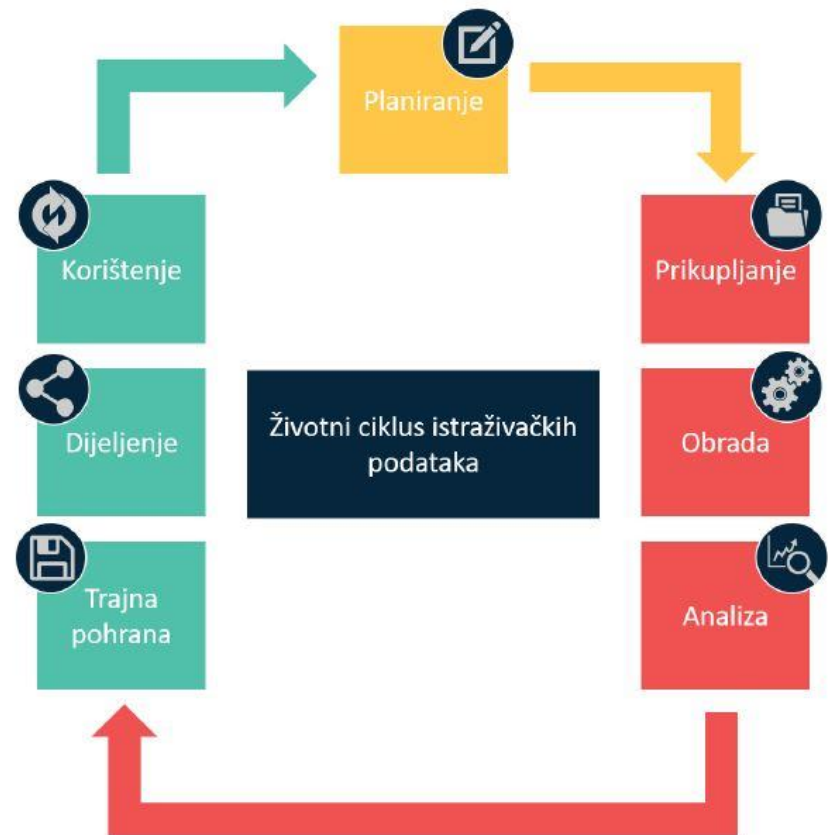 Planiranje
Korištenje
Prikupljanje
Dijeljenje
Životni ciklus istraživačkih
podataka
Obrada
Trajna
pohrana
Analiza